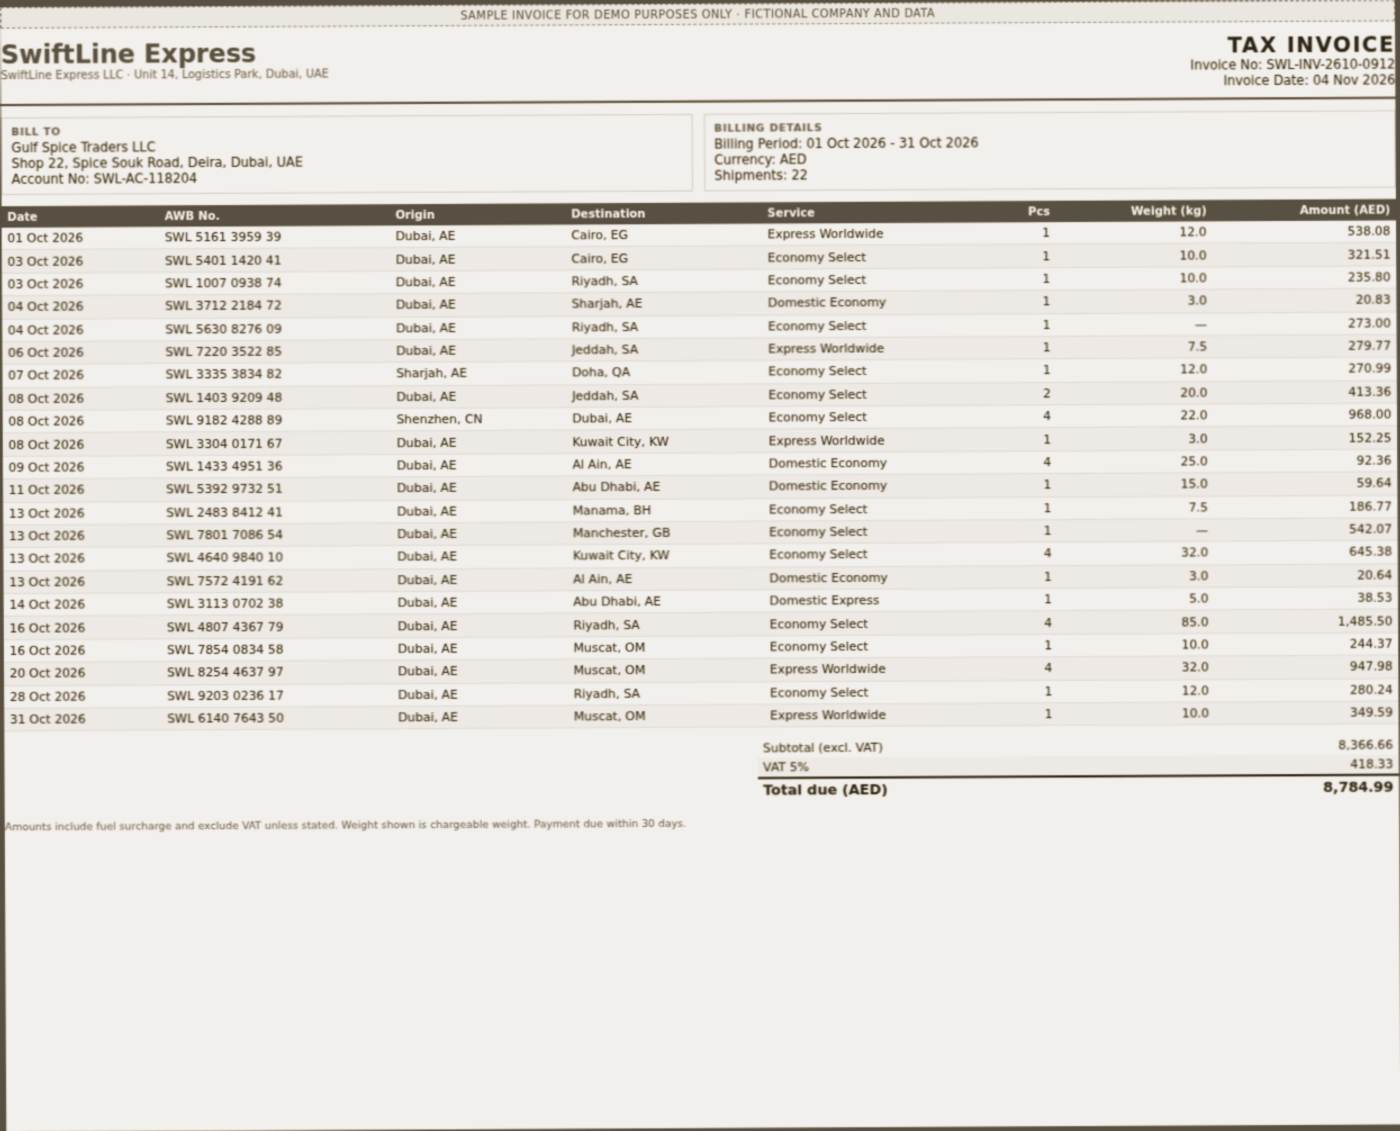 SAMPLE INVOICE FOR DEMO PURPOSES ONLY · FICTIONAL COMPANY AND DATA
SwiftLine Express
SwiftLine Express LLC · Unit 14, Logistics Park, Dubai, UAE
TAX INVOICE
Invoice No: SWL-INV-2610-0912
Invoice Date: 04 Nov 2026
BILL TO
Gulf Spice Traders LLC
Shop 22, Spice Souk Road, Deira, Dubai, UAE
Account No: SWL-AC-118204
BILLING DETAILS
Billing Period: 01 Oct 2026 - 31 Oct 2026
Currency: AED
Shipments: 22
Date AWB No. Origin Destination Service Pcs Weight (kg) Amount (AED)
01 Oct 2026 SWL 5161 3959 39 Dubai, AE Cairo, EG Express Worldwide 1 12.0 538.08
03 Oct 2026 SWL 5401 1420 41 Dubai, AE Cairo, EG Economy Select 1 10.0 321.51
03 Oct 2026 SWL 1007 0938 74 Dubai, AE Riyadh, SA Economy Select 1 10.0 235.80
04 Oct 2026 SWL 3712 2184 72 Dubai, AE Sharjah, AE Domestic Economy 1 3.0 20.83
04 Oct 2026 SWL 5630 8276 09 Dubai, AE Riyadh, SA Economy Select 1 — 273.00
06 Oct 2026 SWL 7220 3522 85 Dubai, AE Jeddah, SA Express Worldwide 1 7.5 279.77
07 Oct 2026 SWL 3335 3834 82 Sharjah, AE Doha, QA Economy Select 1 12.0 270.99
08 Oct 2026 SWL 1403 9209 48 Dubai, AE Jeddah, SA Economy Select 2 20.0 413.36
08 Oct 2026 SWL 9182 4288 89 Shenzhen, CN Dubai, AE Economy Select 4 22.0 968.00
08 Oct 2026 SWL 3304 0171 67 Dubai, AE Kuwait City, KW Express Worldwide 1 3.0 152.25
09 Oct 2026 SWL 1433 4951 36 Dubai, AE Al Ain, AE Domestic Economy 4 25.0 92.36
11 Oct 2026 SWL 5392 9732 51 Dubai, AE Abu Dhabi, AE Domestic Economy 1 15.0 59.64
13 Oct 2026 SWL 2483 8412 41 Dubai, AE Manama, BH Economy Select 1 7.5 186.77
13 Oct 2026 SWL 7801 7086 54 Dubai, AE Manchester, GB Economy Select 1 — 542.07
13 Oct 2026 SWL 4640 9840 10 Dubai, AE Kuwait City, KW Economy Select 4 32.0 645.38
13 Oct 2026 SWL 7572 4191 62 Dubai, AE Al Ain, AE Domestic Economy 1 3.0 20.64
14 Oct 2026 SWL 3113 0702 38 Dubai, AE Abu Dhabi, AE Domestic Express 1 5.0 38.53
16 Oct 2026 SWL 4807 4367 79 Dubai, AE Riyadh, SA Economy Select 4 85.0 1,485.50
16 Oct 2026 SWL 7854 0834 58 Dubai, AE Muscat, OM Economy Select 1 10.0 244.37
20 Oct 2026 SWL 8254 4637 97 Dubai, AE Muscat, OM Express Worldwide 4 32.0 947.98
28 Oct 2026 SWL 9203 0236 17 Dubai, AE Riyadh, SA Economy Select 1 12.0 280.24
31 Oct 2026 SWL 6140 7643 50 Dubai, AE Muscat, OM Express Worldwide 1 10.0 349.59
Subtotal (excl. VAT) 8,366.66
VAT 5% 418.33
Total due (AED) 8,784.99
Amounts include fuel surcharge and exclude VAT unless stated. Weight shown is chargeable weight. Payment due within 30 days.